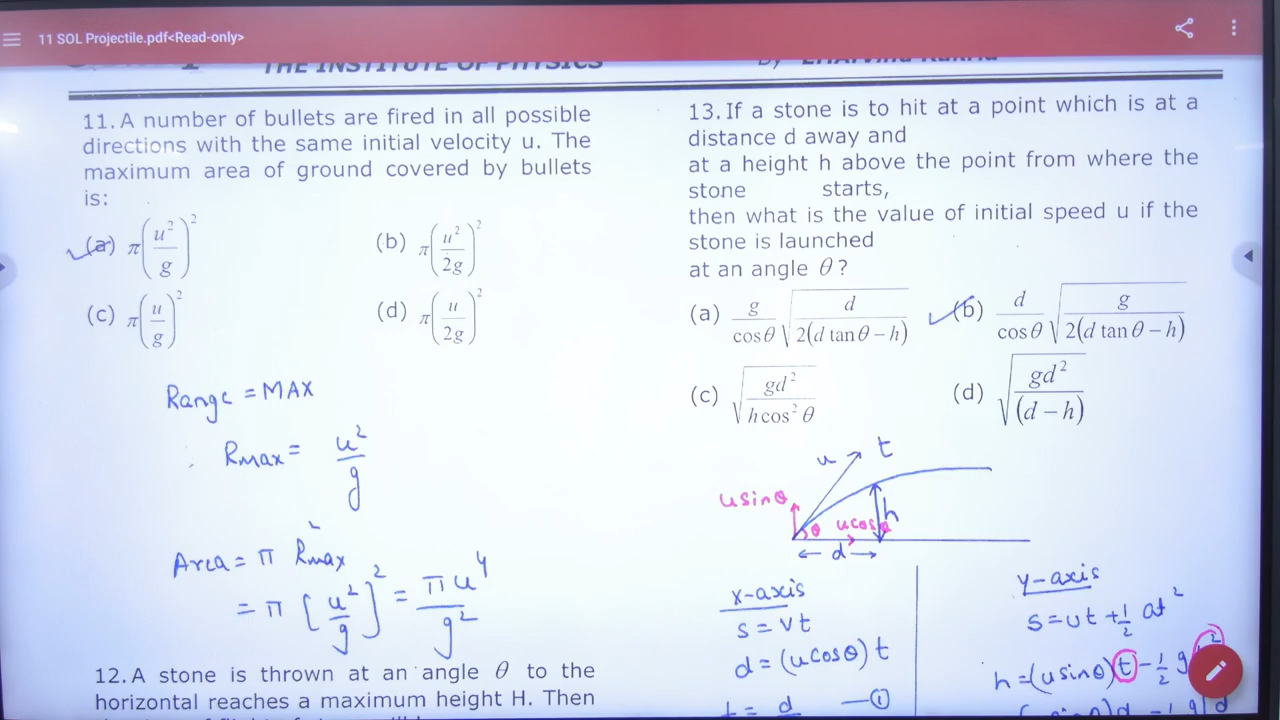 11 SOL Projectile.pdf<Read-only>
THE INSTITUTE OF PHYSICS
By
11. A number of bullets are fired in all possible
directions with the same initial velocity u. The
maximum area of ground covered by bullets
is:
(a) π(u²/g)²
(b) π(u²/2g)²
(c) π(u/g)²
(d) π(u/2g)²
Range = MAX
Rmax = u²/g
Area = π R²max
= π [u²/g]² = πu⁴/g²
12. A stone is thrown at an angle θ to the
horizontal reaches a maximum height H. Then
13. If a stone is to hit at a point which is at a
distance d away and
at a height h above the point from where the
stone starts,
then what is the value of initial speed u if the
stone is launched
at an angle θ?
(a) g/cosθ √(d/2(d tanθ – h))
(b) d/cosθ √(g/2(d tanθ – h))
(c) √(gd²/h cos²θ)
(d) √(gd²/(d – h))
u t
usinθ
θ ucosθ h
d
x-axis
s = vt
d = (ucosθ) t
t = d —①
y-axis
s = ut + ½ at²
h = (usinθ) t – ½ g